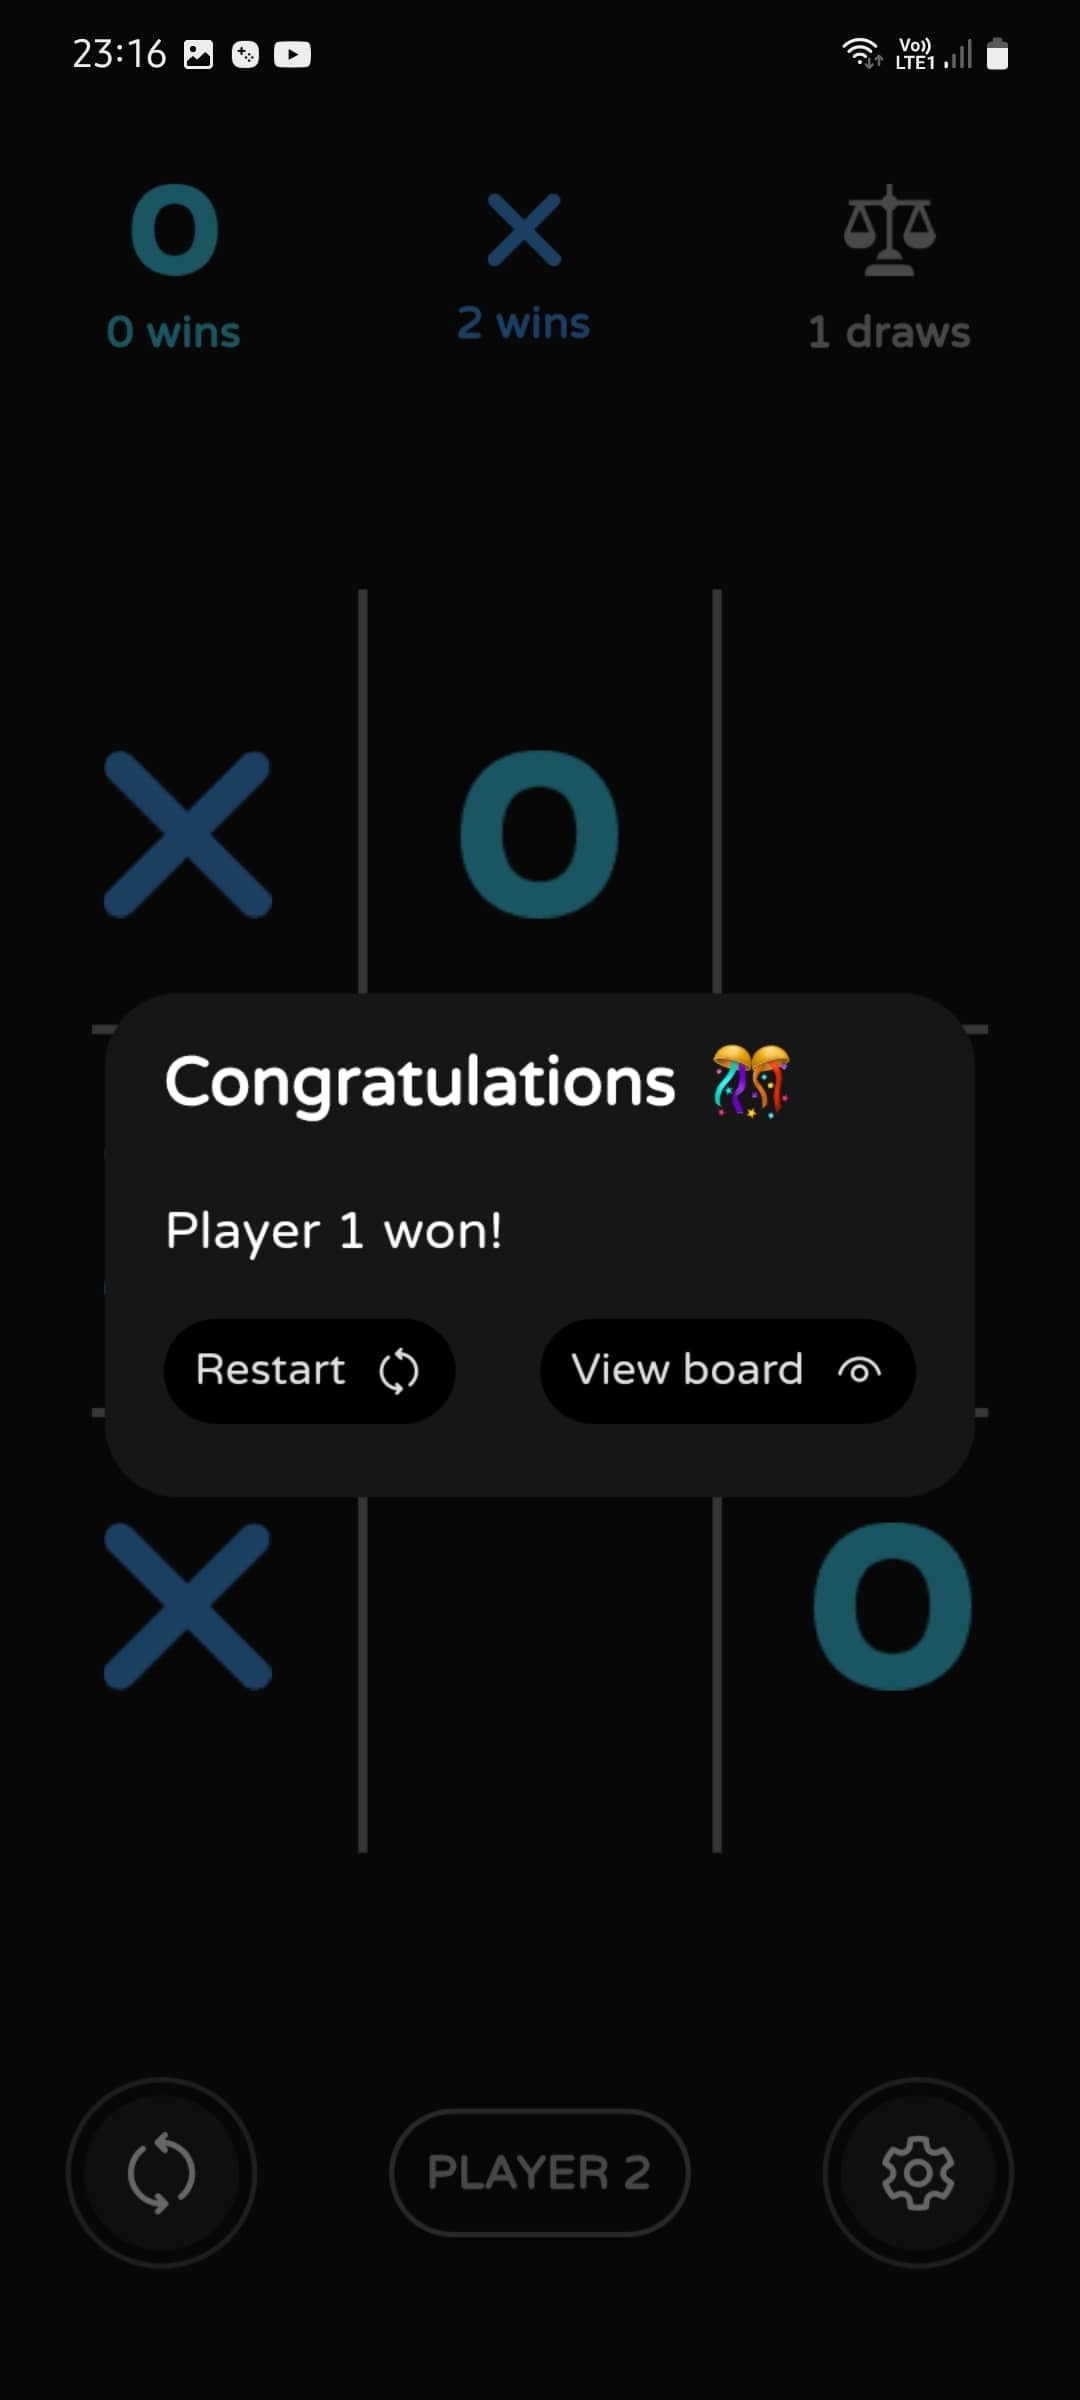 23:16
Vo))
LTE1
O
X
0 wins
2 wins
1 draws
X O
Congratulations 🎊
Player 1 won!
Restart
View board
X O
PLAYER 2